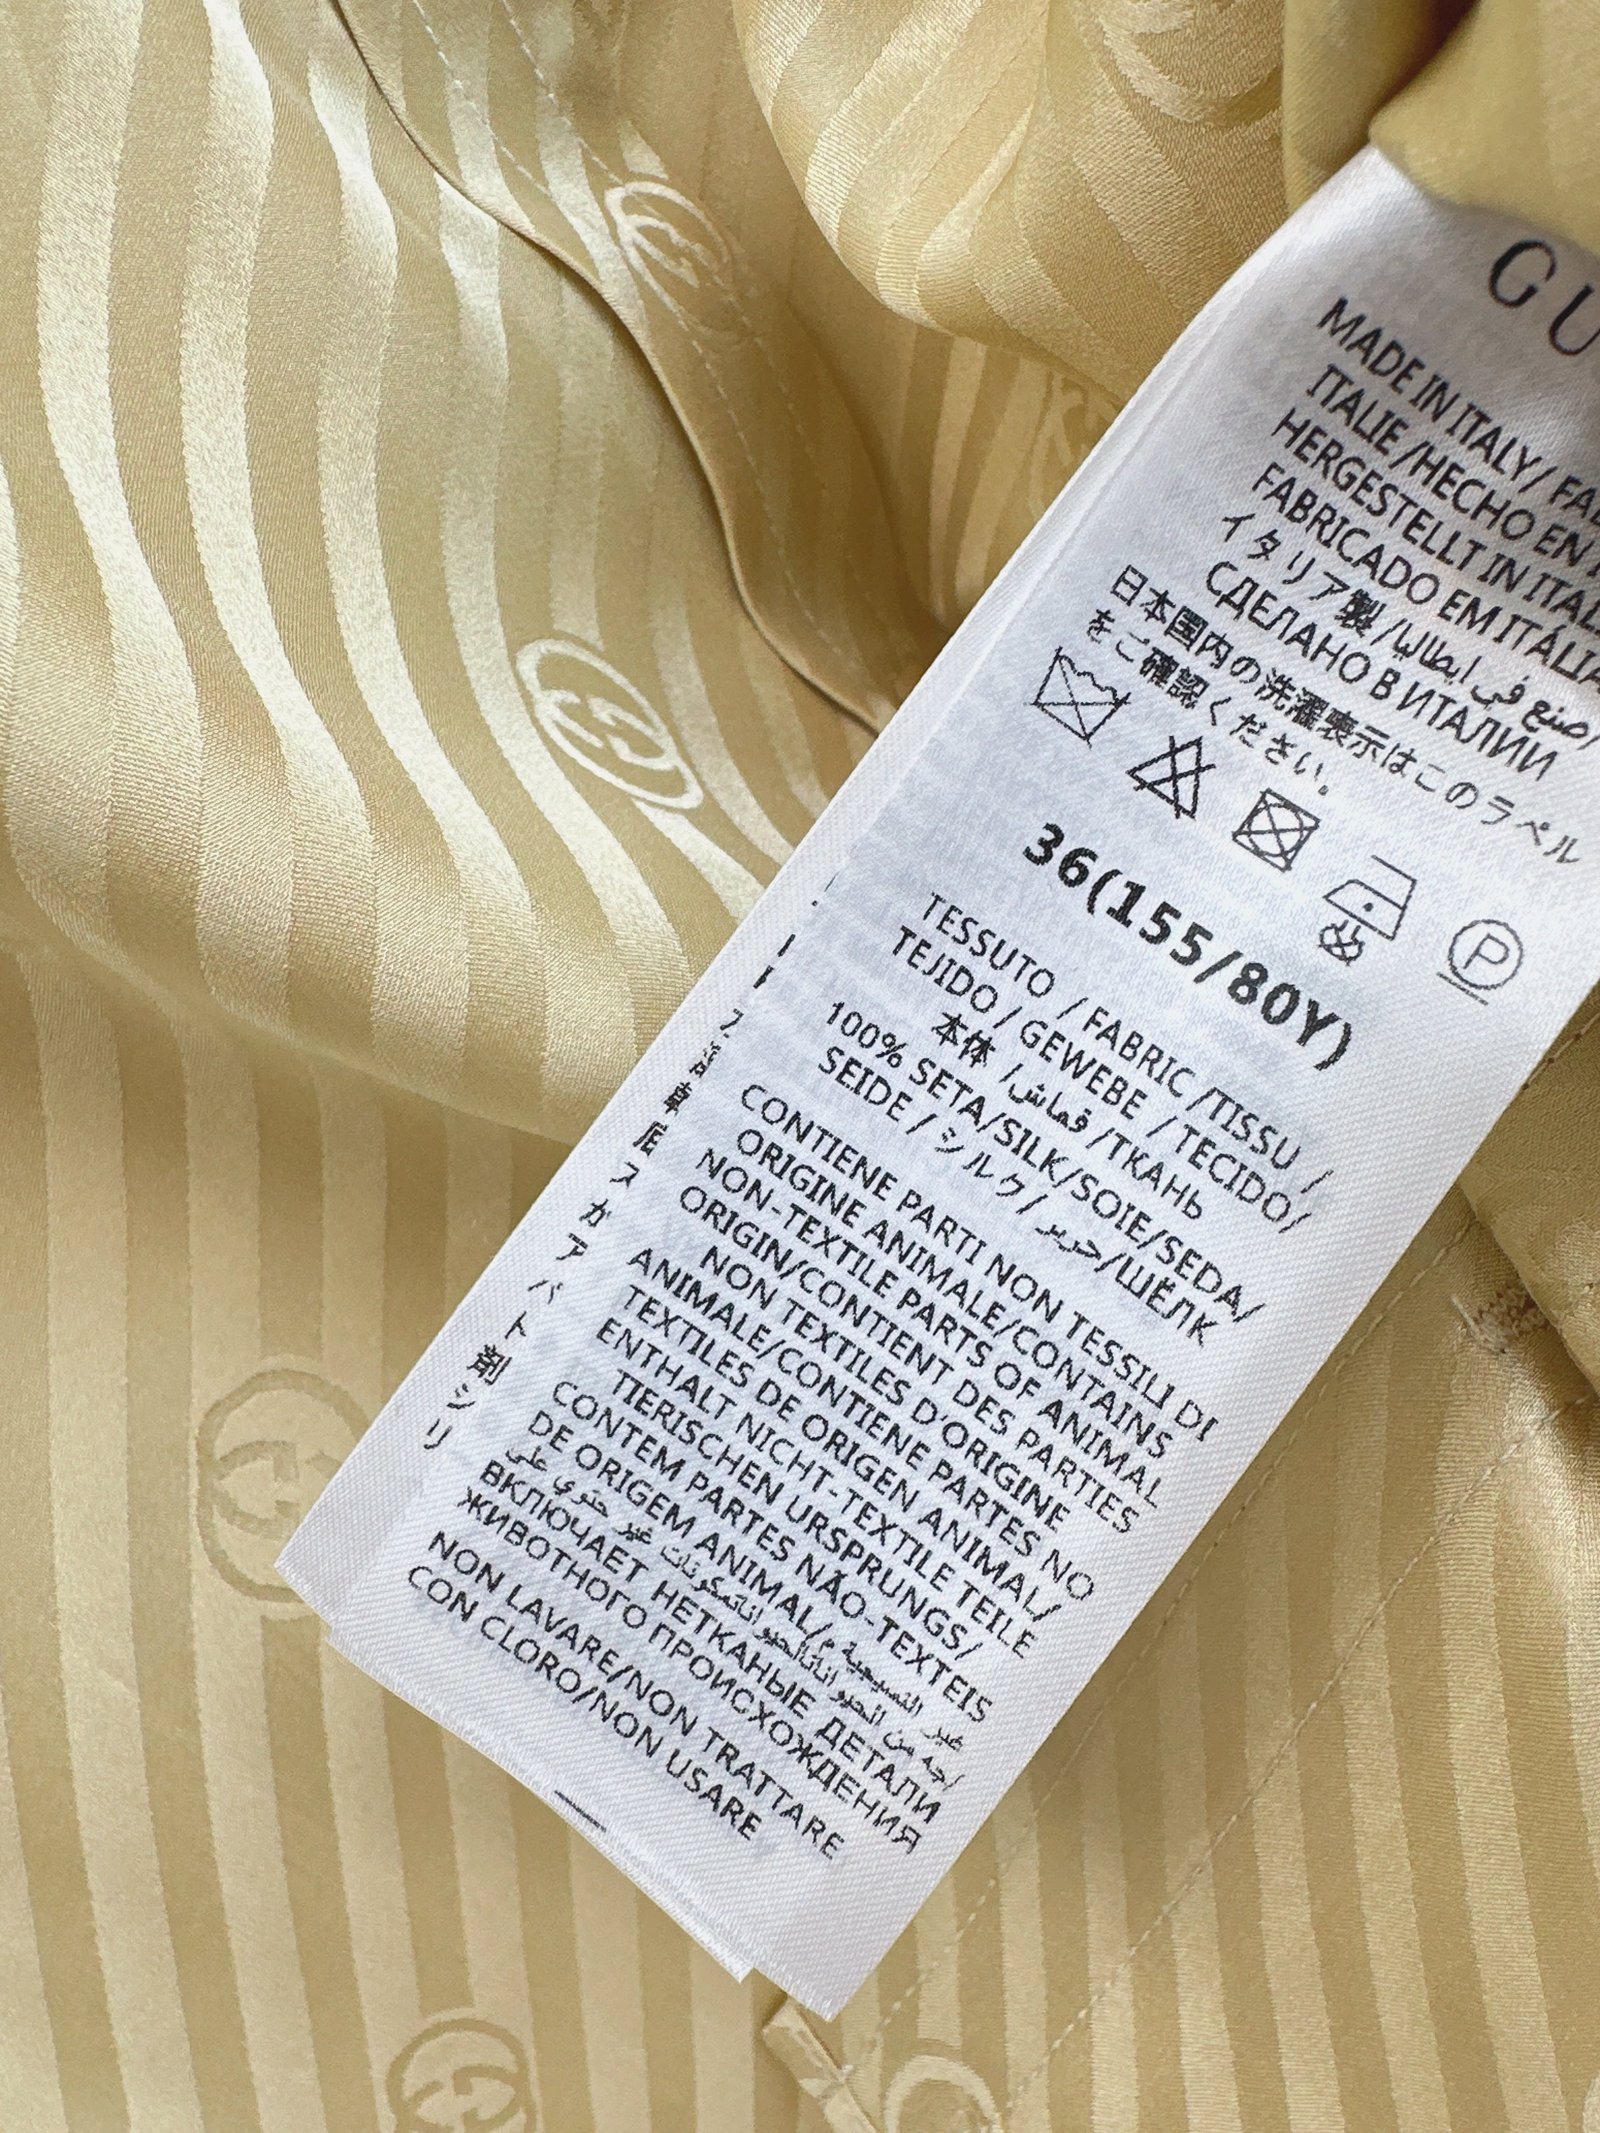 GU
MADE IN ITALY/ FA
ITALIE/HECHO EN I
HERGESTELLT IN ITAL
FABRICADO EM ITÁLIA
イタリア製/صنع في ايطاليا/
СДЕЛАНО В ИТАЛИИ
日本国内の洗濯表示はこのラベル
をご確認ください。
P
36(155/80Y)
TESSUTO / FABRIC /TISSU /
TEJIDO / GEWEBE / TECIDO/
本体 /قماش /ТКАНЬ
100% SETA/SILK/SOIE/SEDA/
SEIDE / シルク/ حرير/ШЁЛК
CONTIENE PARTI NON TESSILI DI
ORIGINE ANIMALE/CONTAINS
NON-TEXTILE PARTS OF ANIMAL
ORIGIN/CONTIENT DES PARTIES
NON TEXTILES D'ORIGINE
ANIMALE/CONTIENE PARTES NO
TEXTILES DE ORIGEN ANIMAL/
ENTHALT NICHT-TEXTILE TEILE
TIERISCHEN URSPRUNGS/
CONTEM PARTES NÃO-TEXTEIS
DE ORIGEM ANIMAL/
ВКЛЮЧАЕТ НЕТКАНЫЕ ДЕТАЛИ
ЖИВОТНОГО ПРОИСХОЖДЕНИЯ
NON LAVARE/NON TRATTARE
CON CLORO/NON USARE